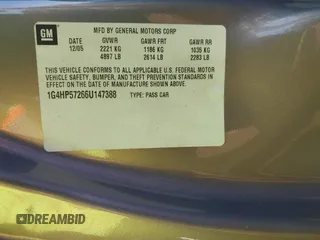 GM
MFD BY GENERAL MOTORS CORP
DATE GVWR GAWR FRT GAWR RR
12/05 2221 KG 1186 KG 1035 KG
4897 LB 2614 LB 2283 LB
THIS VEHICLE CONFORMS TO ALL APPLICABLE U.S. FEDERAL MOTOR
VEHICLE SAFETY, BUMPER, AND THEFT PREVENTION STANDARDS IN
EFFECT ON THE DATE OF MANUFACTURE SHOWN ABOVE.
1G4HP57266U147388 TYPE: PASS CAR
DREAMBID